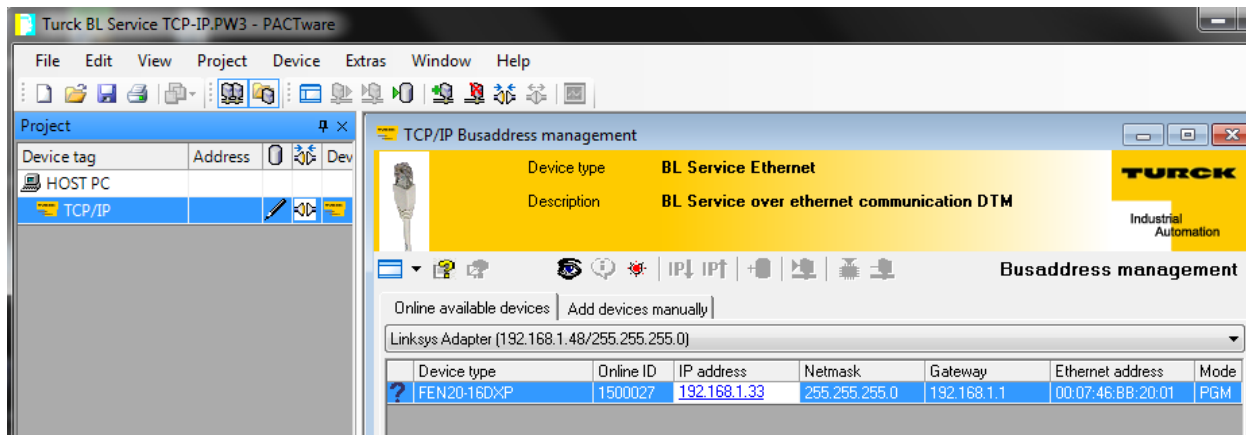 Turck BL Service TCP-IP.PW3 - PACTware
File Edit View Project Device Extras Window Help
Project
Device tag Address Dev
HOST PC
TCP/IP
TCP/IP Busaddress management
Device type BL Service Ethernet
Description BL Service over ethernet communication DTM
TURCK
Industrial
Automation
IP IP Busaddress management
Online available devices Add devices manually
Linksys Adapter (192.168.1.48/255.255.255.0)
Device type Online ID IP address Netmask Gateway Ethernet address Mode
? FEN20-16DXP 1500027 192.168.1.33 255.255.255.0 192.168.1.1 00:07:46:BB:20:01 PGM